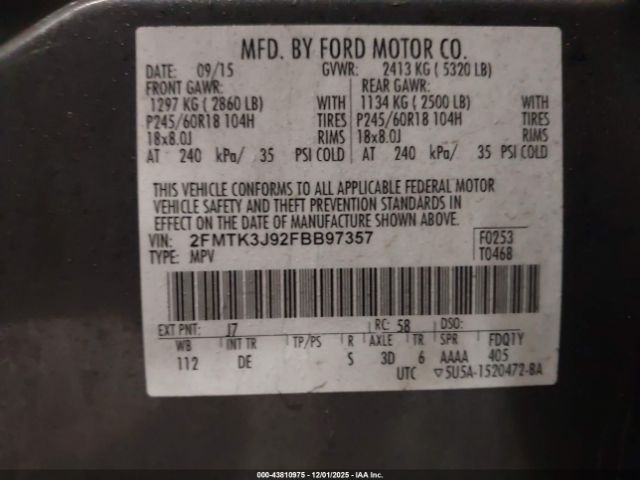 MFD. BY FORD MOTOR CO.
DATE: 09/15 GVWR: 2413 KG ( 5320 LB)
FRONT GAWR: REAR GAWR:
1297 KG ( 2860 LB) WITH 1134 KG ( 2500 LB) WITH
P245/60R18 104H TIRES P245/60R18 104H TIRES
18x8.0J RIMS 18x8.0J RIMS
AT 240 kPa/ 35 PSI COLD AT 240 kPa/ 35 PSI COLD
THIS VEHICLE CONFORMS TO ALL APPLICABLE FEDERAL MOTOR
VEHICLE SAFETY AND THEFT PREVENTION STANDARDS IN
EFFECT ON THE DATE OF MANUFACTURE SHOWN ABOVE.
VIN: 2FMTK3J92FBB97357 F0253
TYPE: MPV T0468
EXT PNT: J7 RC: 58 DSO:
WB INT TR TP/PS R AXLE TR SPR FDQ1Y
112 DE S 3D 6 AAAA 405
UTC ▽5U5A-1520472-BA
000-43810975 - 12/01/2025 - IAA Inc.